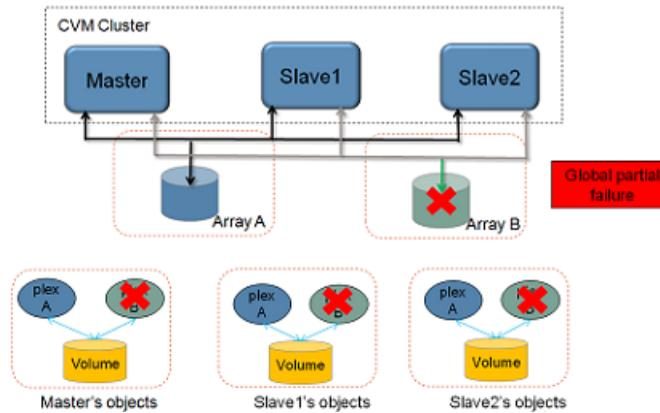 CVM Cluster
Master
Slave1
Slave2
Array A
Array B
Global partial
failure
plex
A
B
Volume
plex
A
B
Volume
plex
A
B
Volume
Master's objects
Slave1's objects
Slave2's objects